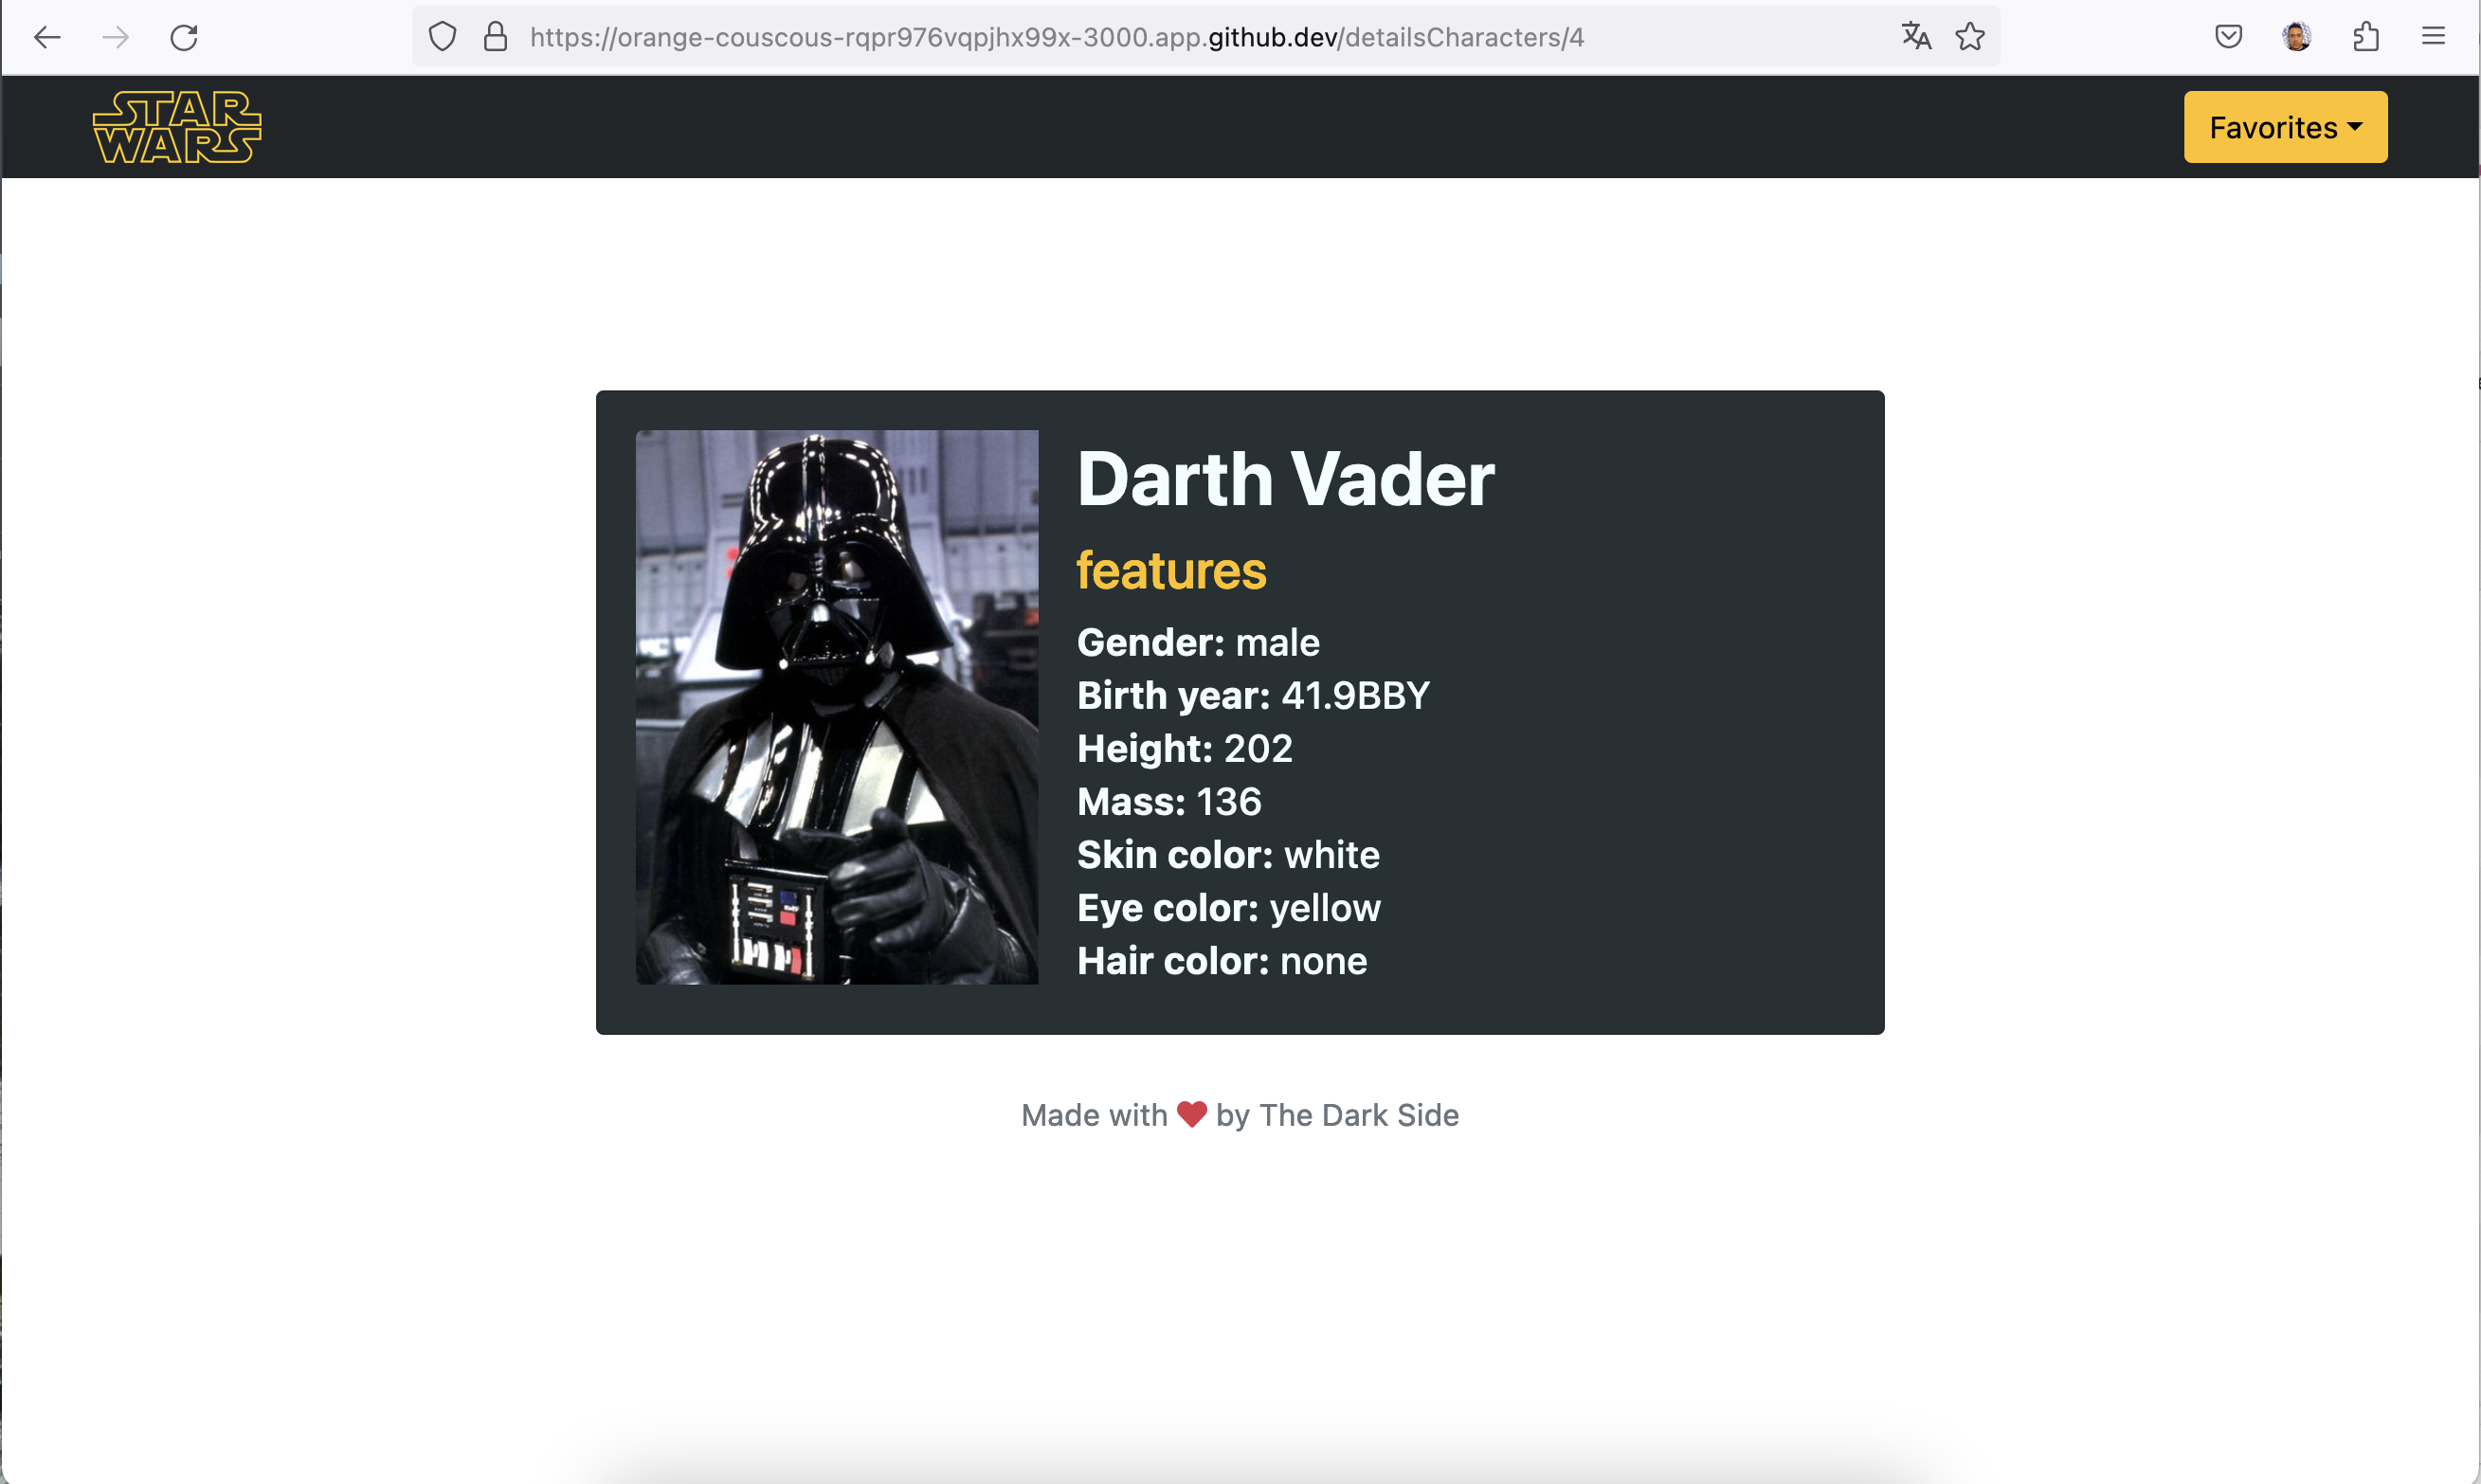 https://orange-couscous-rqpr976vqpjhx99x-3000.app.github.dev/detailsCharacters/4
STAR
WARS
Favorites
Darth Vader
features
Gender: male
Birth year: 41.9BBY
Height: 202
Mass: 136
Skin color: white
Eye color: yellow
Hair color: none
Made with ❤ by The Dark Side